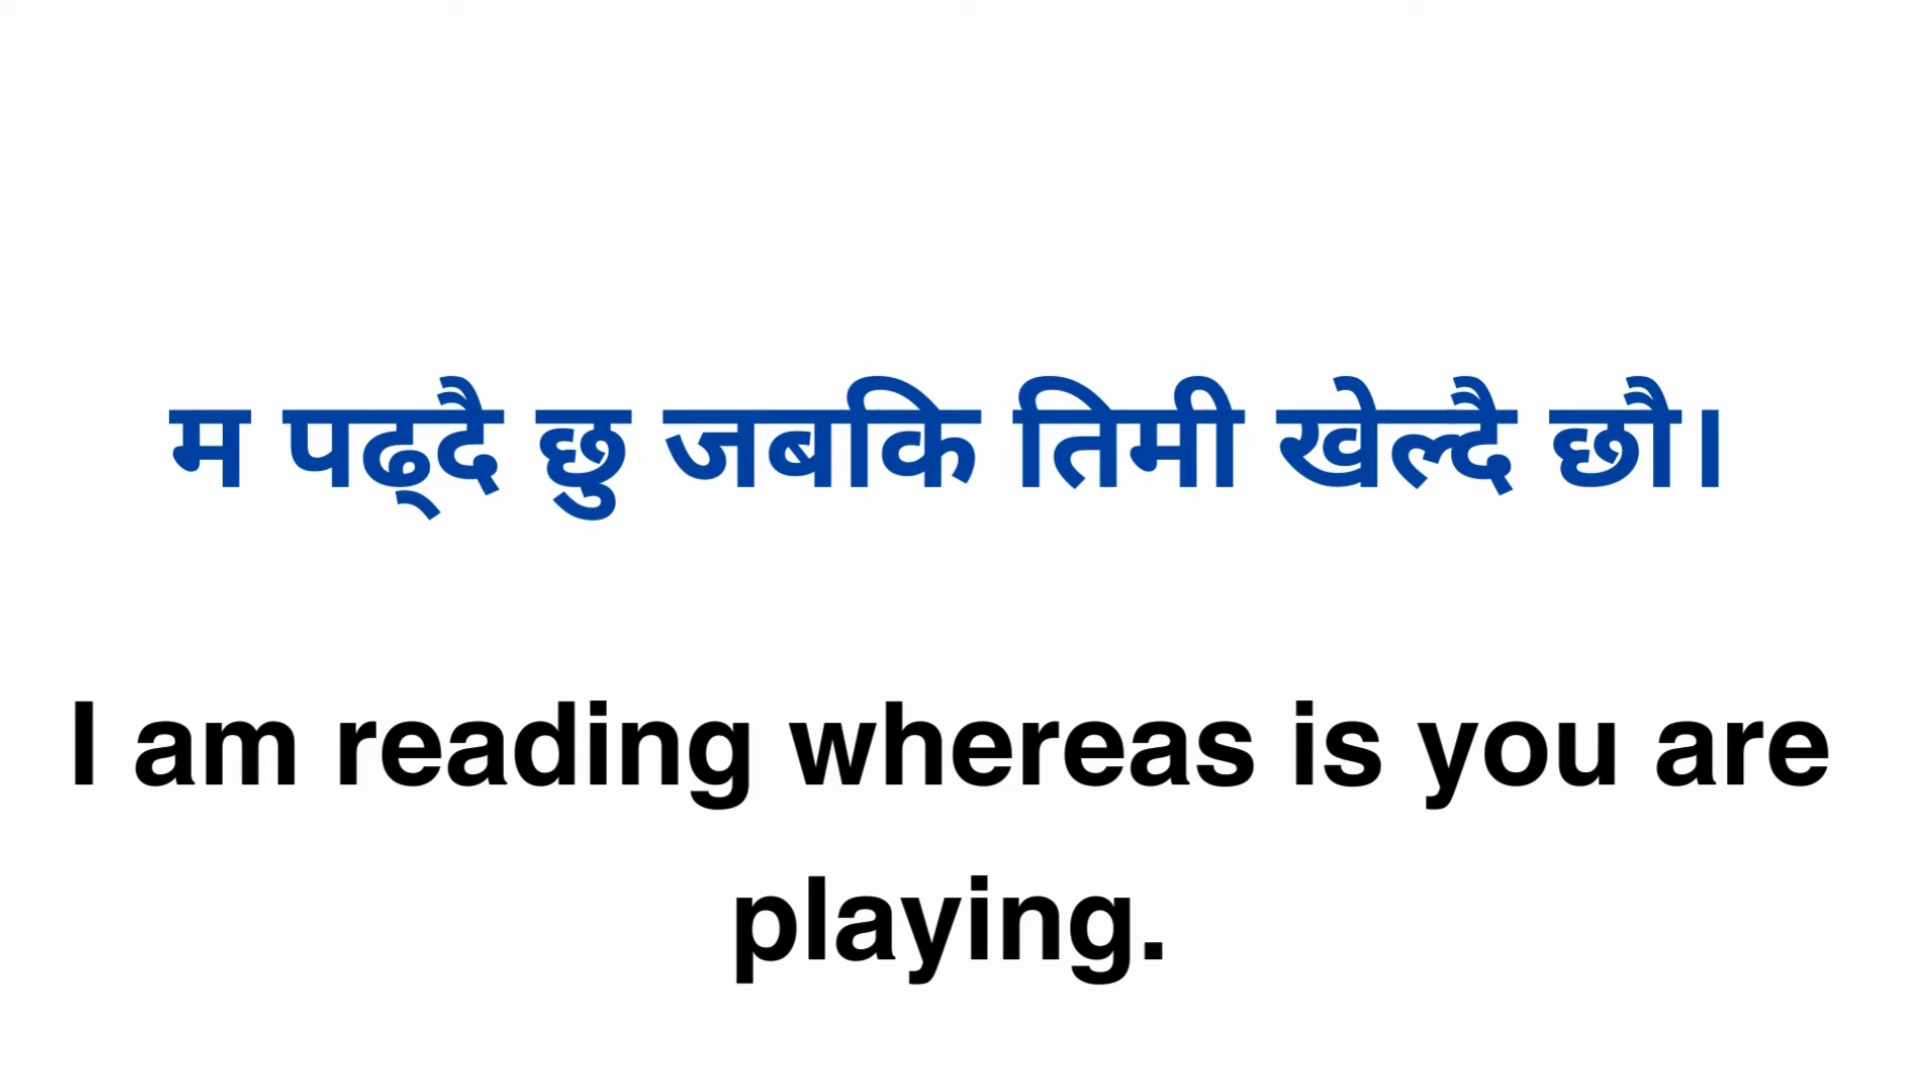 म पढ्दै छु जबकि तिमी खेल्दै छौ।
I am reading whereas is you are
playing.